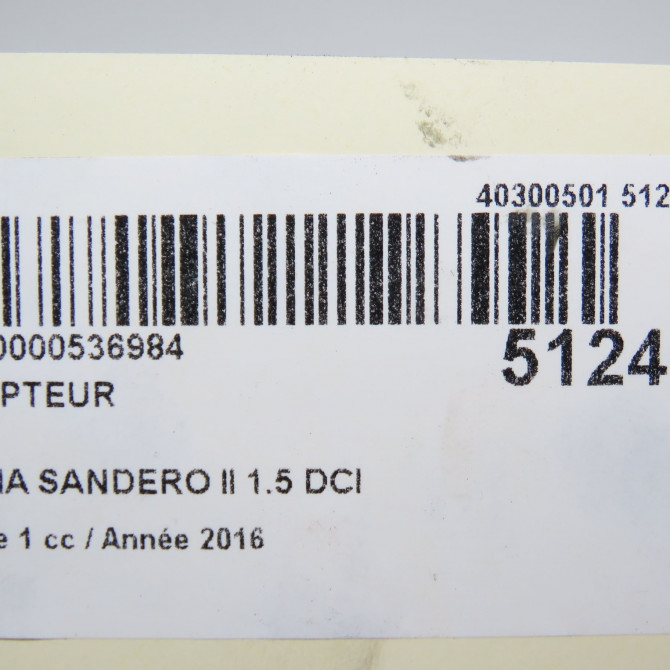 40300501 512
0000536984
5124
PTEUR
IA SANDERO II 1.5 DCI
e 1 cc / Année 2016